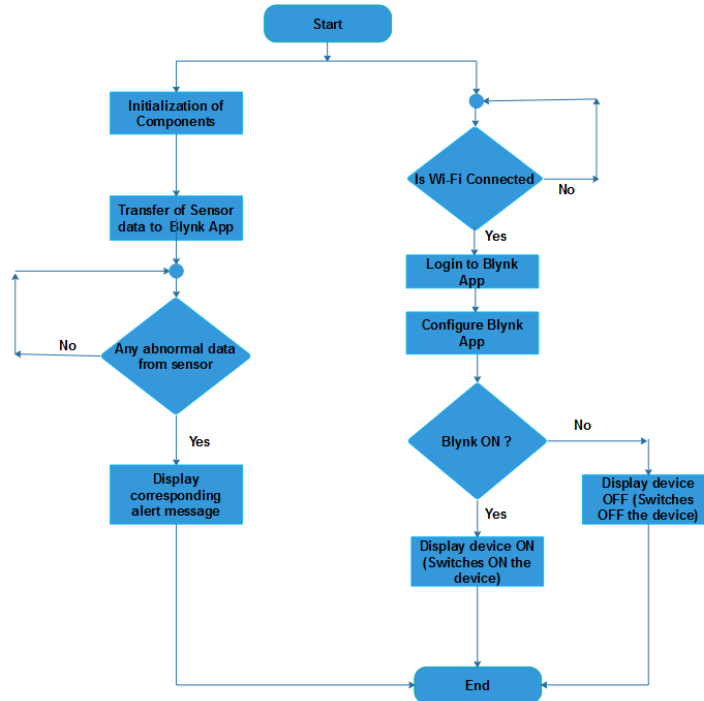 Start
Initialization of
Components
Is Wi-Fi Connected
No
Transfer of Sensor
data to Blynk App
Yes
Login to Blynk
App
Configure Blynk
App
No
Any abnormal data
from sensor
Yes
Blynk ON ?
No
Display
corresponding
alert message
Display device
OFF (Switches
OFF the device)
Yes
Display device ON
(Switches ON the
device)
End